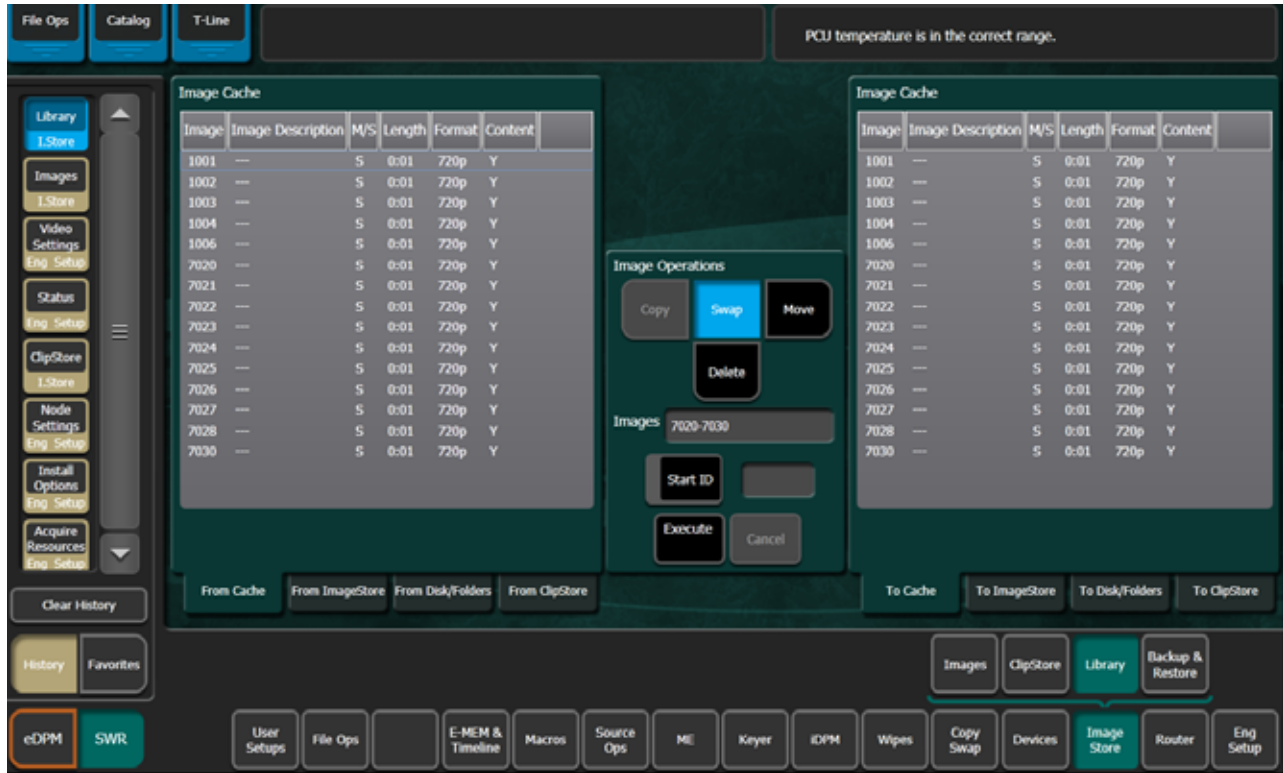 File Ops
Catalog
T-Line
PCU temperature is in the correct range.
Library
I.Store
Images
I.Store
Video
Settings
Eng Setup
Status
Eng Setup
ClipStore
I.Store
Node
Settings
Eng Setup
Install
Options
Eng Setup
Acquire
Resources
Eng Setup
Clear History
History
Favorites
Image Cache
Image Image Description M/S Length Format Content
1001 --- S 0:01 720p Y
1002 --- S 0:01 720p Y
1003 --- S 0:01 720p Y
1004 --- S 0:01 720p Y
1006 --- S 0:01 720p Y
7020 --- S 0:01 720p Y
7021 --- S 0:01 720p Y
7022 --- S 0:01 720p Y
7023 --- S 0:01 720p Y
7024 --- S 0:01 720p Y
7025 --- S 0:01 720p Y
7026 --- S 0:01 720p Y
7027 --- S 0:01 720p Y
7028 --- S 0:01 720p Y
7030 --- S 0:01 720p Y
From Cache From ImageStore From Disk/Folders From ClipStore
Image Operations
Copy Swap Move
Delete
Images 7020-7030
Start ID
Execute Cancel
Image Cache
Image Image Description M/S Length Format Content
1001 --- S 0:01 720p Y
1002 --- S 0:01 720p Y
1003 --- S 0:01 720p Y
1004 --- S 0:01 720p Y
1006 --- S 0:01 720p Y
7020 --- S 0:01 720p Y
7021 --- S 0:01 720p Y
7022 --- S 0:01 720p Y
7023 --- S 0:01 720p Y
7024 --- S 0:01 720p Y
7025 --- S 0:01 720p Y
7026 --- S 0:01 720p Y
7027 --- S 0:01 720p Y
7028 --- S 0:01 720p Y
7030 --- S 0:01 720p Y
To Cache To ImageStore To Disk/Folders To ClipStore
Images
ClipStore
Library
Backup &
Restore
eDPM
SWR
User
Setups
File Ops
E-MEM &
Timeline
Macros
Source
Ops
ME
Keyer
iDPM
Wipes
Copy
Swap
Devices
Image
Store
Router
Eng
Setup